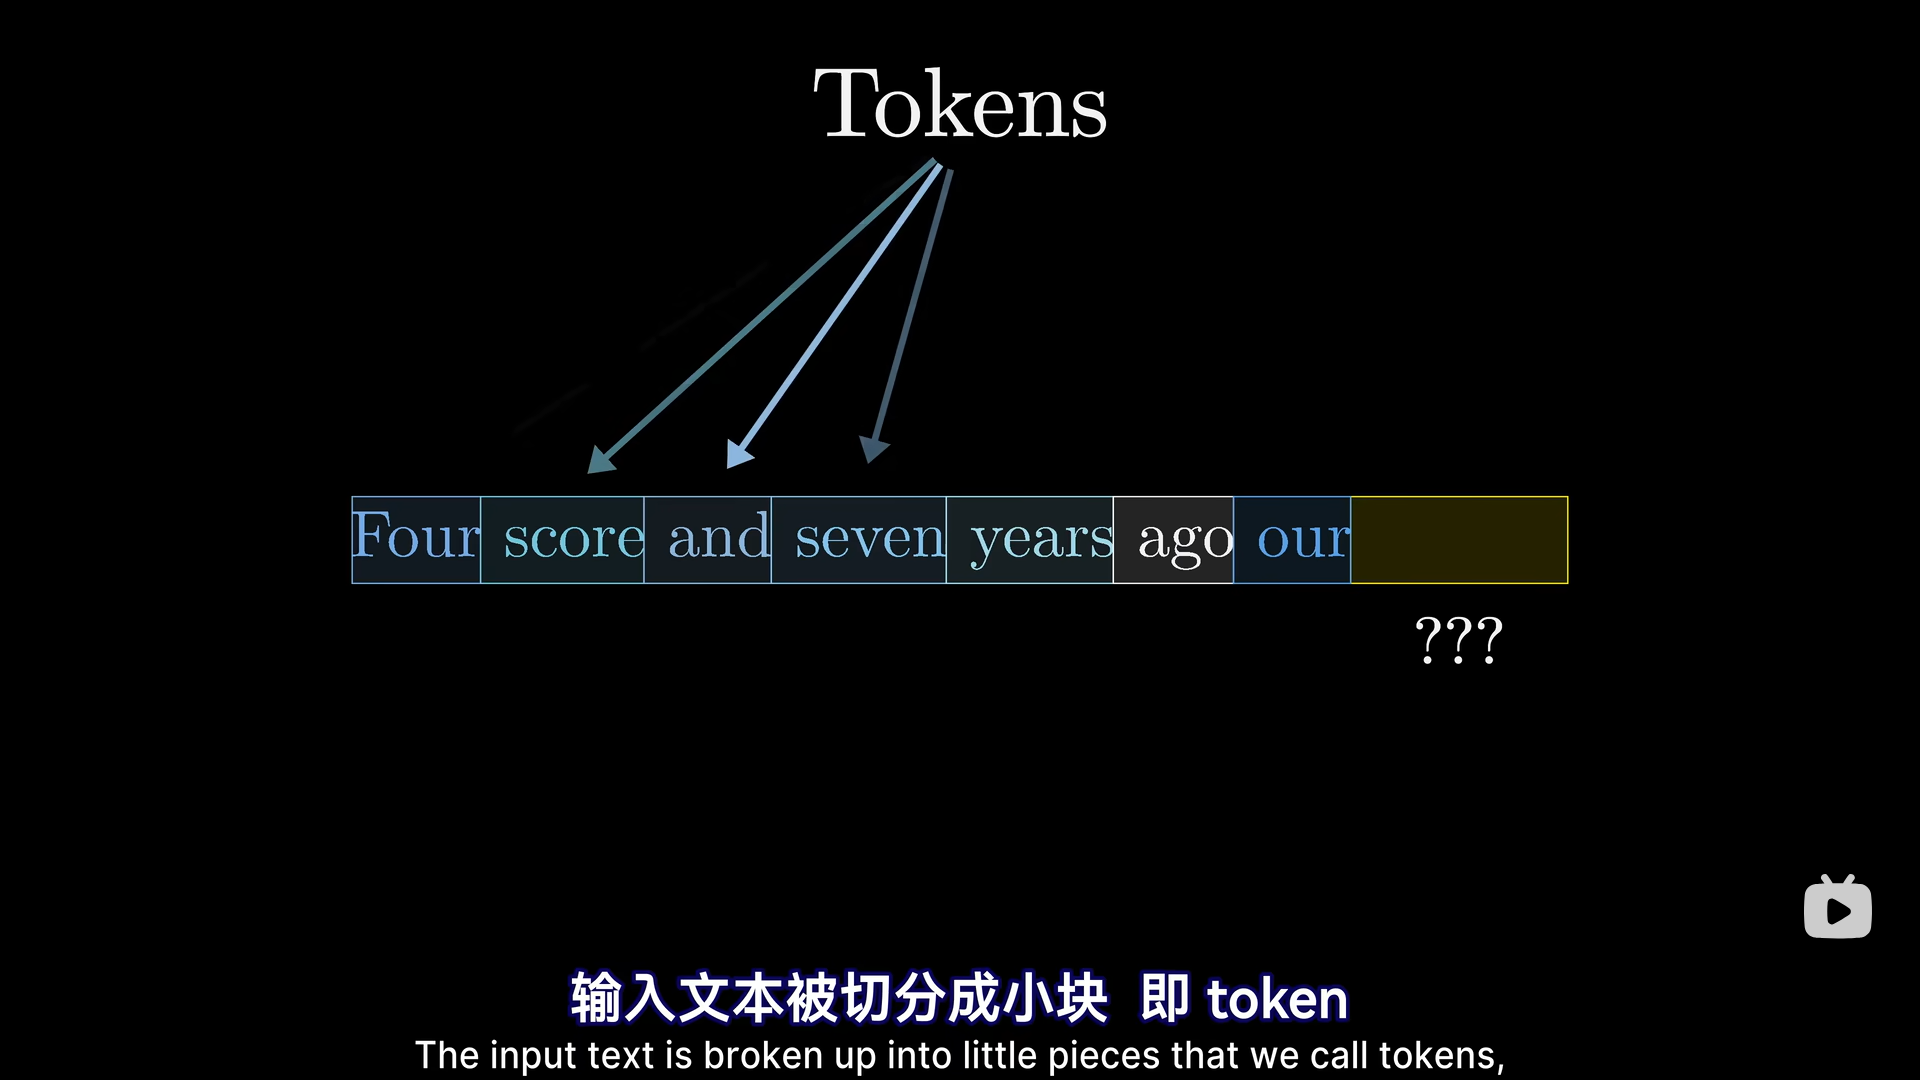 Tokens
Four score and seven years ago our
???
输入文本被切分成小块 即 token
The input text is broken up into little pieces that we call tokens,